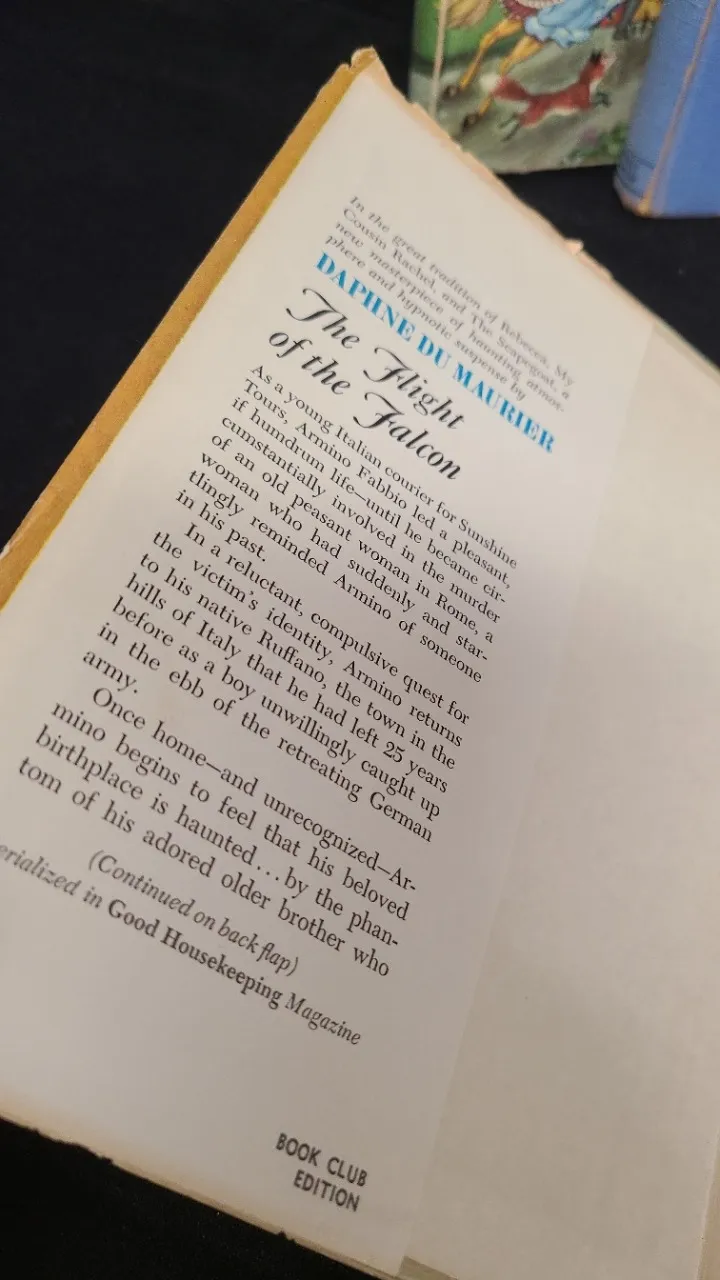 In the great tradition of Rebecca, My
Cousin Rachel, and The Scapegoat, a
new masterpiece of haunting atmos-
phere and hypnotic suspense by
DAPHNE DU MAURIER
The Flight
of the Falcon
As a young Italian courier for Sunshine
Tours, Armino Fabbio led a pleasant,
if humdrum life—until he became cir-
cumstantially involved in the murder
of an old peasant woman in Rome, a
woman who had suddenly and star-
tlingly reminded Armino of someone
in his past.
In a reluctant, compulsive quest for
the victim's identity, Armino returns
to his native Ruffano, the town in the
hills of Italy that he had left 25 years
before as a boy unwillingly caught up
in the ebb of the retreating German
army.
Once home—and unrecognized—Ar-
mino begins to feel that his beloved
birthplace is haunted...by the phan-
tom of his adored older brother who
(Continued on back flap)
erialized in Good Housekeeping Magazine
BOOK CLUB
EDITION